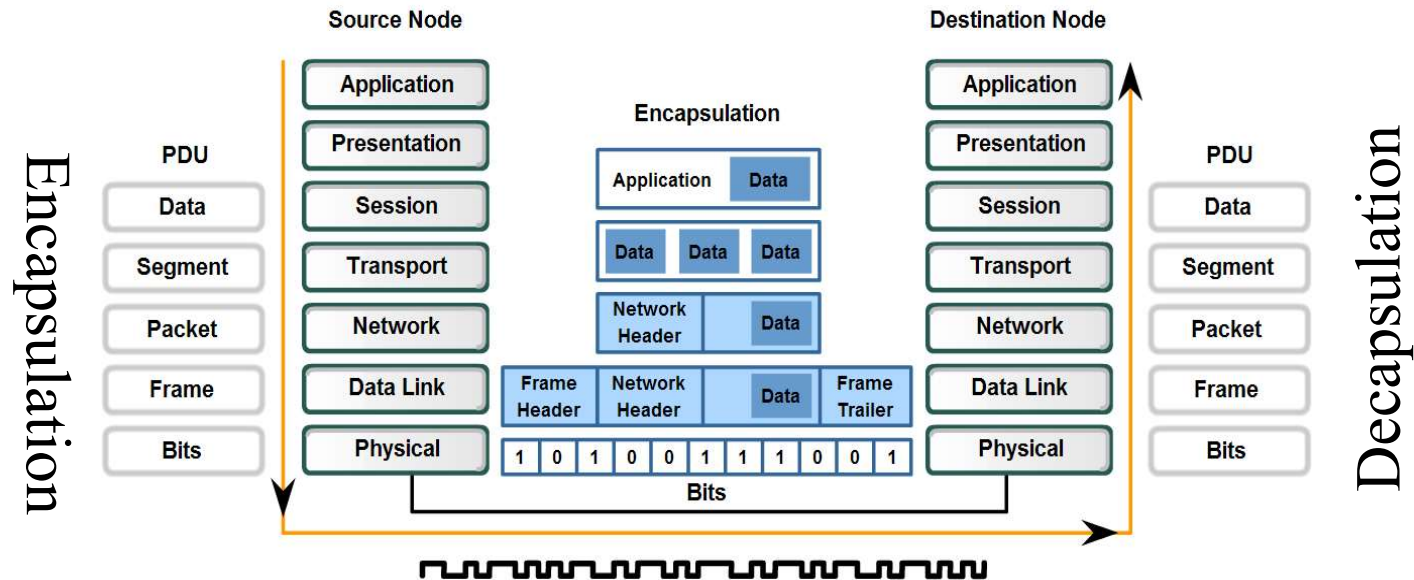 Source Node
Destination Node
Encapsulation
PDU
Data
Segment
Packet
Frame
Bits
Application
Presentation
Session
Transport
Network
Data Link
Physical
Encapsulation
Application Data
Data Data Data
Network
Header
Data
Frame
Header
Network
Header
Data
Frame
Trailer
1 0 1 0 0 1 1 1 0 0 1
Bits
Application
Presentation
Session
Transport
Network
Data Link
Physical
PDU
Data
Segment
Packet
Frame
Bits
Decapsulation